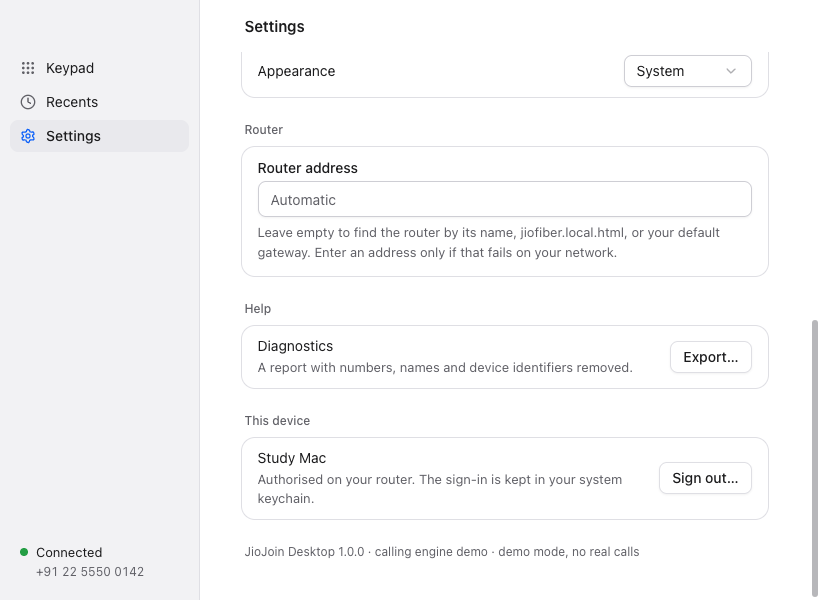 Settings
Keypad
Recents
Settings
Appearance
System
Router
Router address
Automatic
Leave empty to find the router by its name, jiofiber.local.html, or your default
gateway. Enter an address only if that fails on your network.
Help
Diagnostics
A report with numbers, names and device identifiers removed.
Export...
This device
Study Mac
Authorised on your router. The sign-in is kept in your system
keychain.
Sign out...
JioJoin Desktop 1.0.0 · calling engine demo · demo mode, no real calls
Connected
+91 22 5550 0142